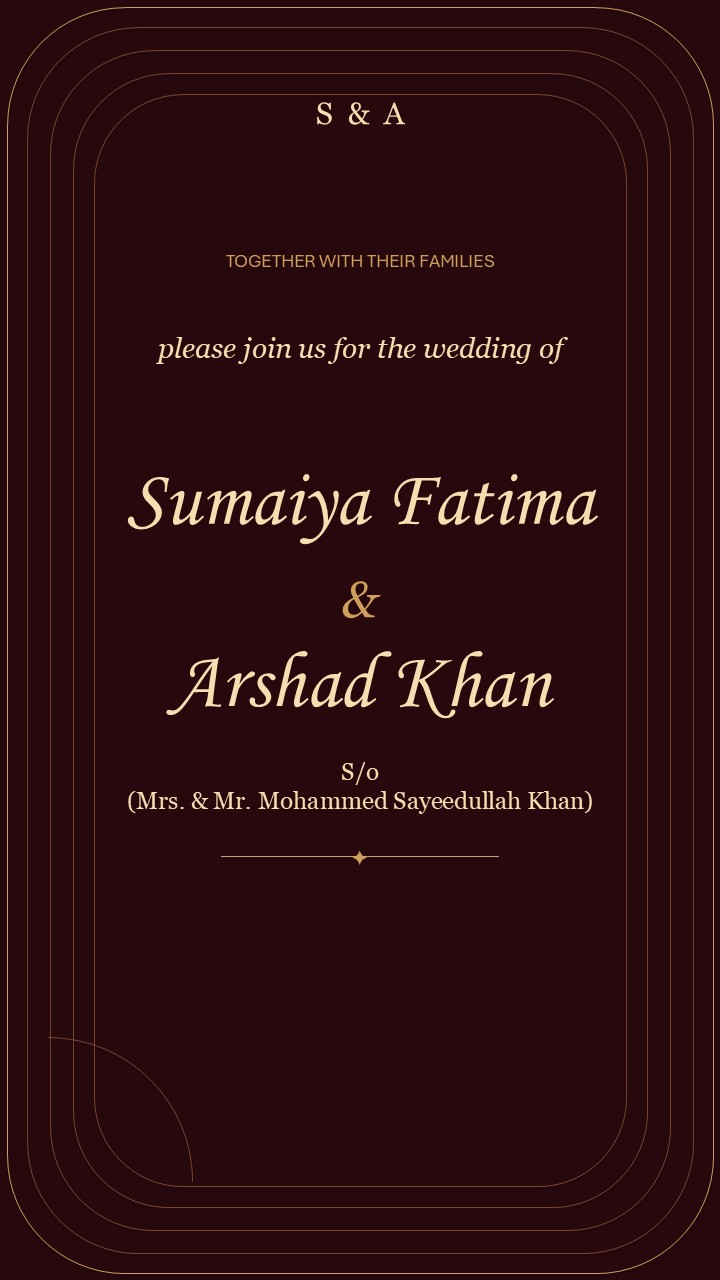 S & A
TOGETHER WITH THEIR FAMILIES
please join us for the wedding of
Sumaiya Fatima
&
Arshad Khan
S/o
(Mrs. & Mr. Mohammed Sayeedullah Khan)